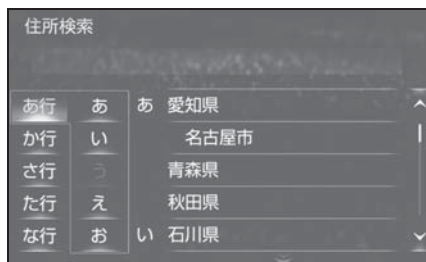 住所検索
あ行 あ あ 愛知県
か行 い 名古屋市
さ行 う 青森県
た行 え 秋田県
な行 お い 石川県